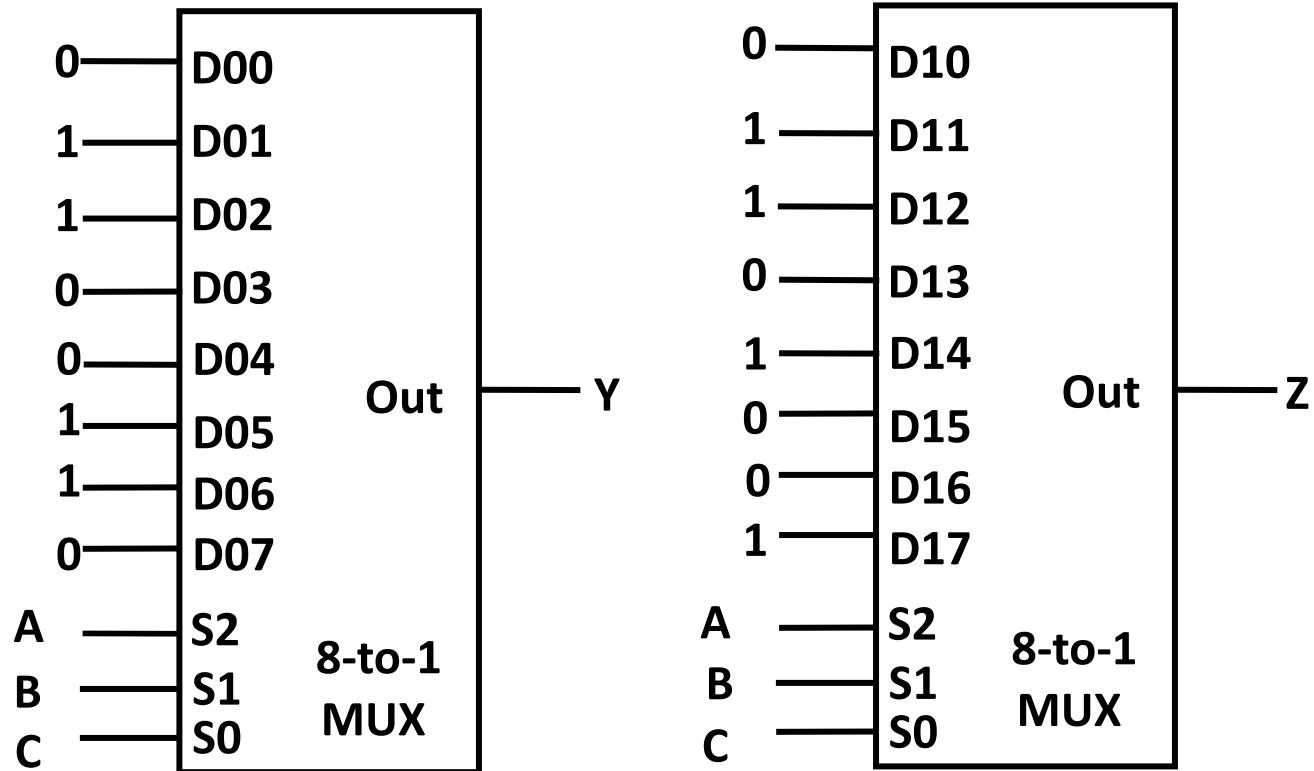 0 D00
1 D01
1 D02
0 D03
0 D04
1 D05
1 D06
0 D07
Out Y
A S2
B S1
C S0
8-to-1
MUX
0 D10
1 D11
1 D12
0 D13
1 D14
0 D15
0 D16
1 D17
Out Z
A S2
B S1
C S0
8-to-1
MUX